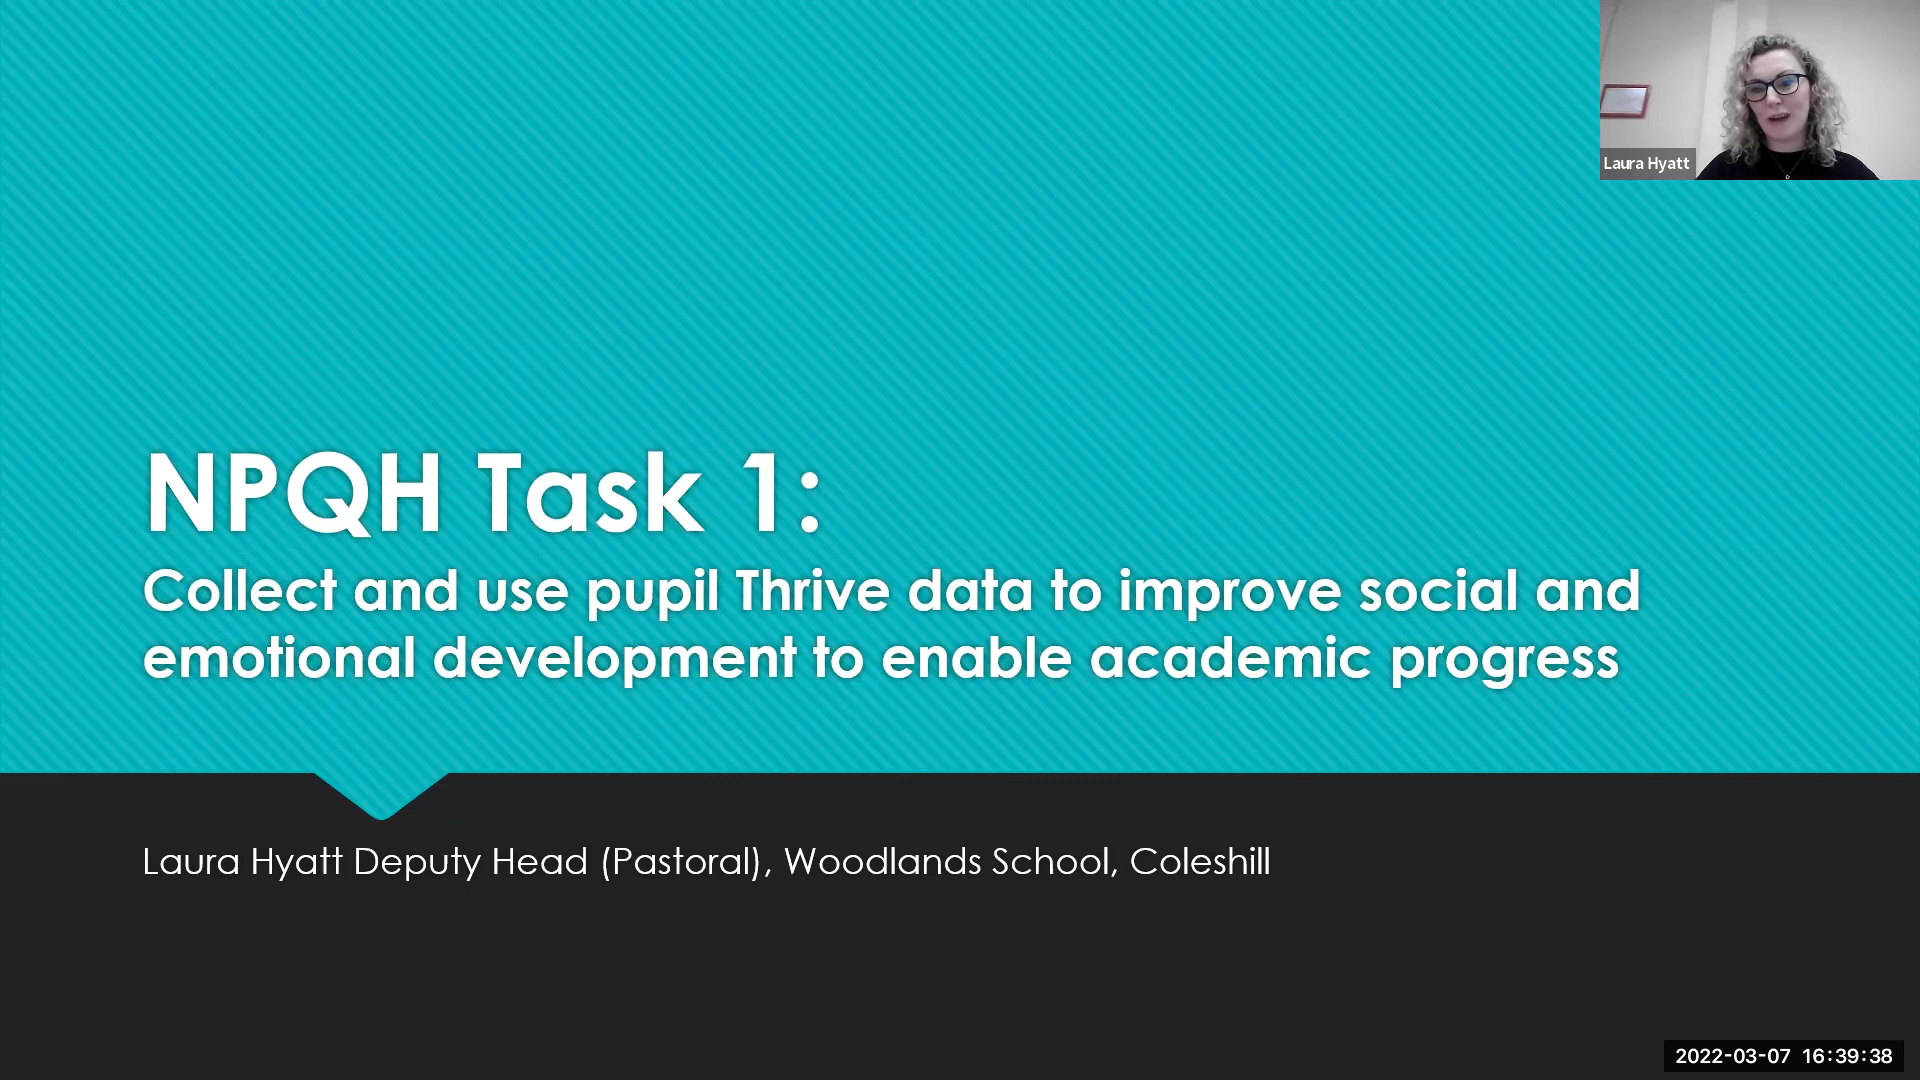 Laura Hyatt
NPQH Task 1:
Collect and use pupil Thrive data to improve social and
emotional development to enable academic progress
Laura Hyatt Deputy Head (Pastoral), Woodlands School, Coleshill
2022-03-07 16:39:38